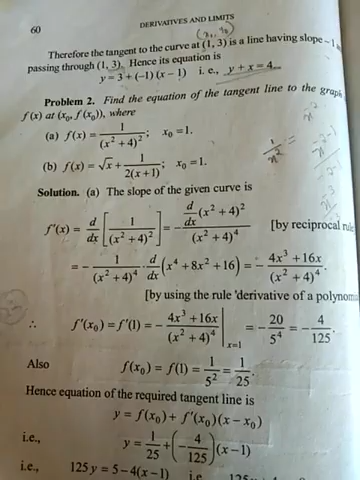 60
DERIVATIVES AND LIMITS
Therefore the tangent to the curve at (1, 3) is a line having slope −1
passing through (1, 3). Hence its equation is
y = 3 + (−1) (x − 1) i. e., y + x = 4.
Problem 2. Find the equation of the tangent line to the graph
f (x) at (x₀, f (x₀)), where
(a) f(x) = 1/(x² + 4)²; x₀ = 1.
(b) f(x) = √x + 1/2(x+1); x₀ = 1.
Solution. (a) The slope of the given curve is
f′(x) = d/dx [1/(x² + 4)²] = − d/dx (x² + 4)²/(x² + 4)⁴ [by reciprocal rule
= − 1/(x² + 4)⁴ · d/dx (x⁴ + 8x² + 16) = − 4x³ + 16x/(x² + 4)⁴.
[by using the rule 'derivative of a polynom
∴ f′(x₀) = f′(1) = − 4x³ + 16x/(x² + 4)⁴ |x=1 = − 20/5⁴ = − 4/125.
Also f(x₀) = f(1) = 1/5² = 1/25.
Hence equation of the required tangent line is
y = f(x₀) + f′(x₀)(x − x₀)
i.e., y = 1/25 + (− 4/125)(x − 1)
i.e., 125 y = 5 − 4(x − 1) i.e.